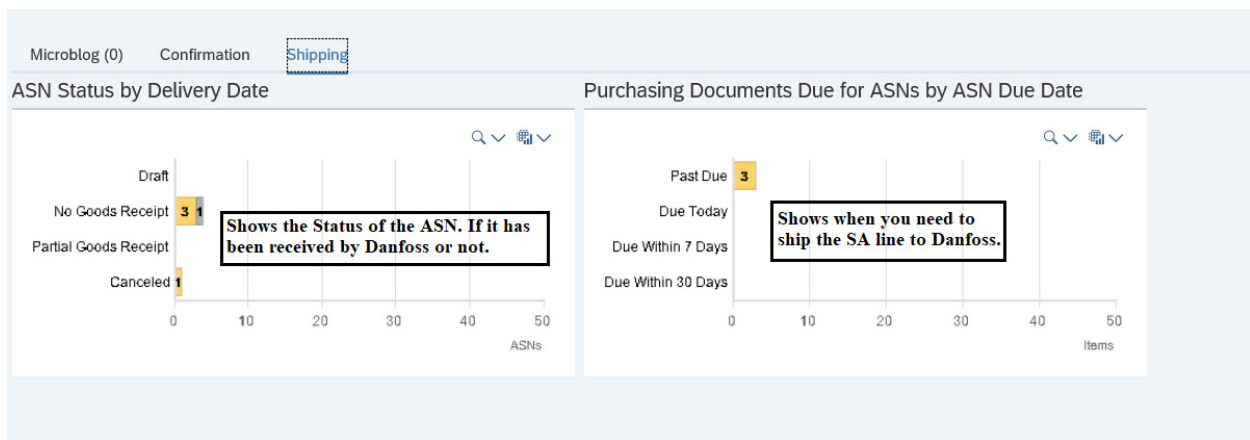 Microblog (0) Confirmation Shipping
ASN Status by Delivery Date
Draft
No Goods Receipt 3 1
Partial Goods Receipt
Canceled 1
Shows the Status of the ASN. If it has
been received by Danfoss or not.
0 10 20 30 40 50
ASNs
Purchasing Documents Due for ASNs by ASN Due Date
Past Due 3
Due Today
Due Within 7 Days
Due Within 30 Days
Shows when you need to
ship the SA line to Danfoss.
0 10 20 30 40 50
Items